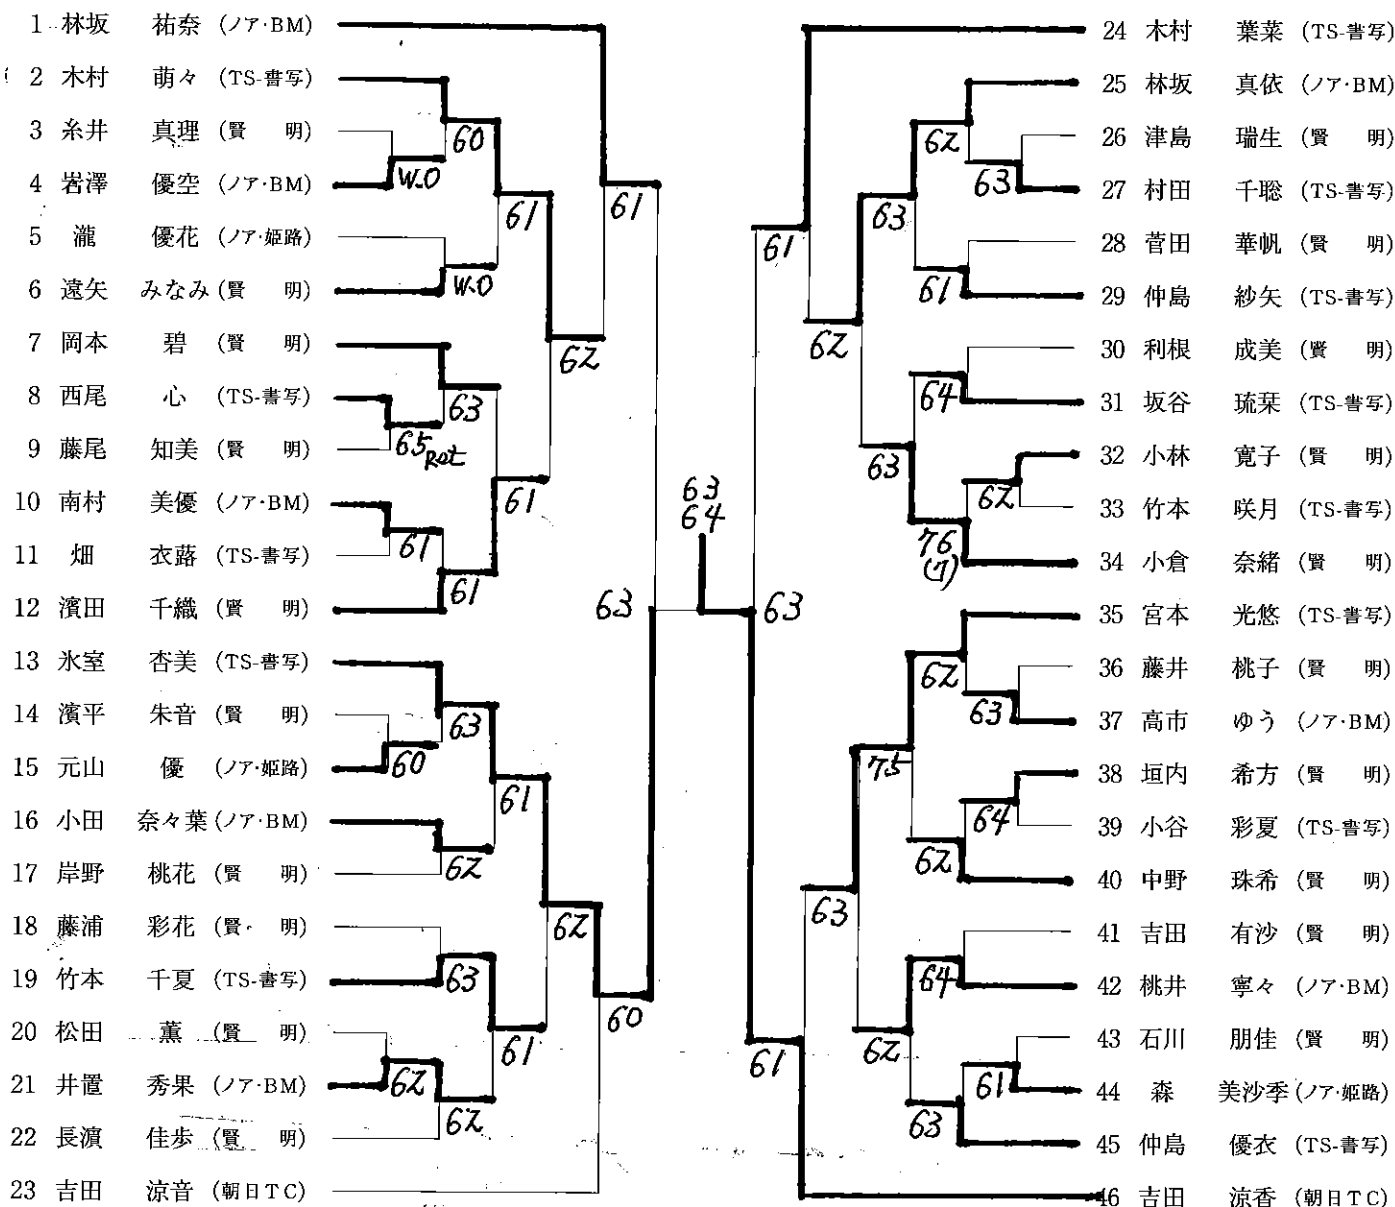 1 林坂 祐奈 (ノア·BM)
2 木村 萌々 (TS-書写)
3 糸井 真理 (賢 明)
4 岩澤 優空 (ノア·BM)
5 瀧 優花 (ノア·姫路)
6 遠矢 みなみ (賢 明)
7 岡本 碧 (賢 明)
8 西尾 心 (TS-書写)
9 藤尾 知美 (賢 明)
10 南村 美優 (ノア·BM)
11 畑 衣蕗 (TS-書写)
12 濱田 千織 (賢 明)
13 氷室 杏美 (TS-書写)
14 濱平 朱音 (賢 明)
15 元山 優 (ノア·姫路)
16 小田 奈々葉 (ノア·BM)
17 岸野 桃花 (賢 明)
18 藤浦 彩花 (賢 明)
19 竹本 千夏 (TS-書写)
20 松田 薫 (賢 明)
21 井置 秀果 (ノア·BM)
22 長濱 佳歩 (賢 明)
23 吉田 涼音 (朝日TC)
60
W.O
W.O
61
63
65 Ret
61
61
61
62
61
63
60
61
62
63
62
62
61
62
60
63
63
64
63
61
61
62
63
62
63
61
64
63
62
76
(7)
62
63
75
64
62
63
64
62
61
63
24 木村 葉菜 (TS-書写)
25 林坂 真依 (ノア·BM)
26 津島 瑞生 (賢 明)
27 村田 千聡 (TS-書写)
28 菅田 華帆 (賢 明)
29 仲島 紗矢 (TS-書写)
30 利根 成美 (賢 明)
31 坂谷 琉栞 (TS-書写)
32 小林 寛子 (賢 明)
33 竹本 咲月 (TS-書写)
34 小倉 奈緒 (賢 明)
35 宮本 光悠 (TS-書写)
36 藤井 桃子 (賢 明)
37 高市 ゆう (ノア·BM)
38 垣内 希方 (賢 明)
39 小谷 彩夏 (TS-書写)
40 中野 珠希 (賢 明)
41 吉田 有沙 (賢 明)
42 桃井 寧々 (ノア·BM)
43 石川 朋佳 (賢 明)
44 森 美沙季 (ノア·姫路)
45 仲島 優衣 (TS-書写)
46 吉田 涼香 (朝日TC)